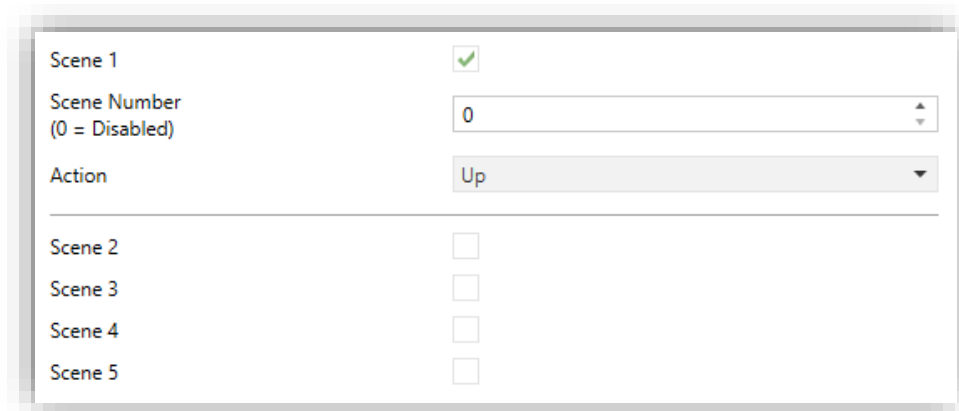 Scene 1
Scene Number
(0 = Disabled)
0
Action
Up
Scene 2
Scene 3
Scene 4
Scene 5